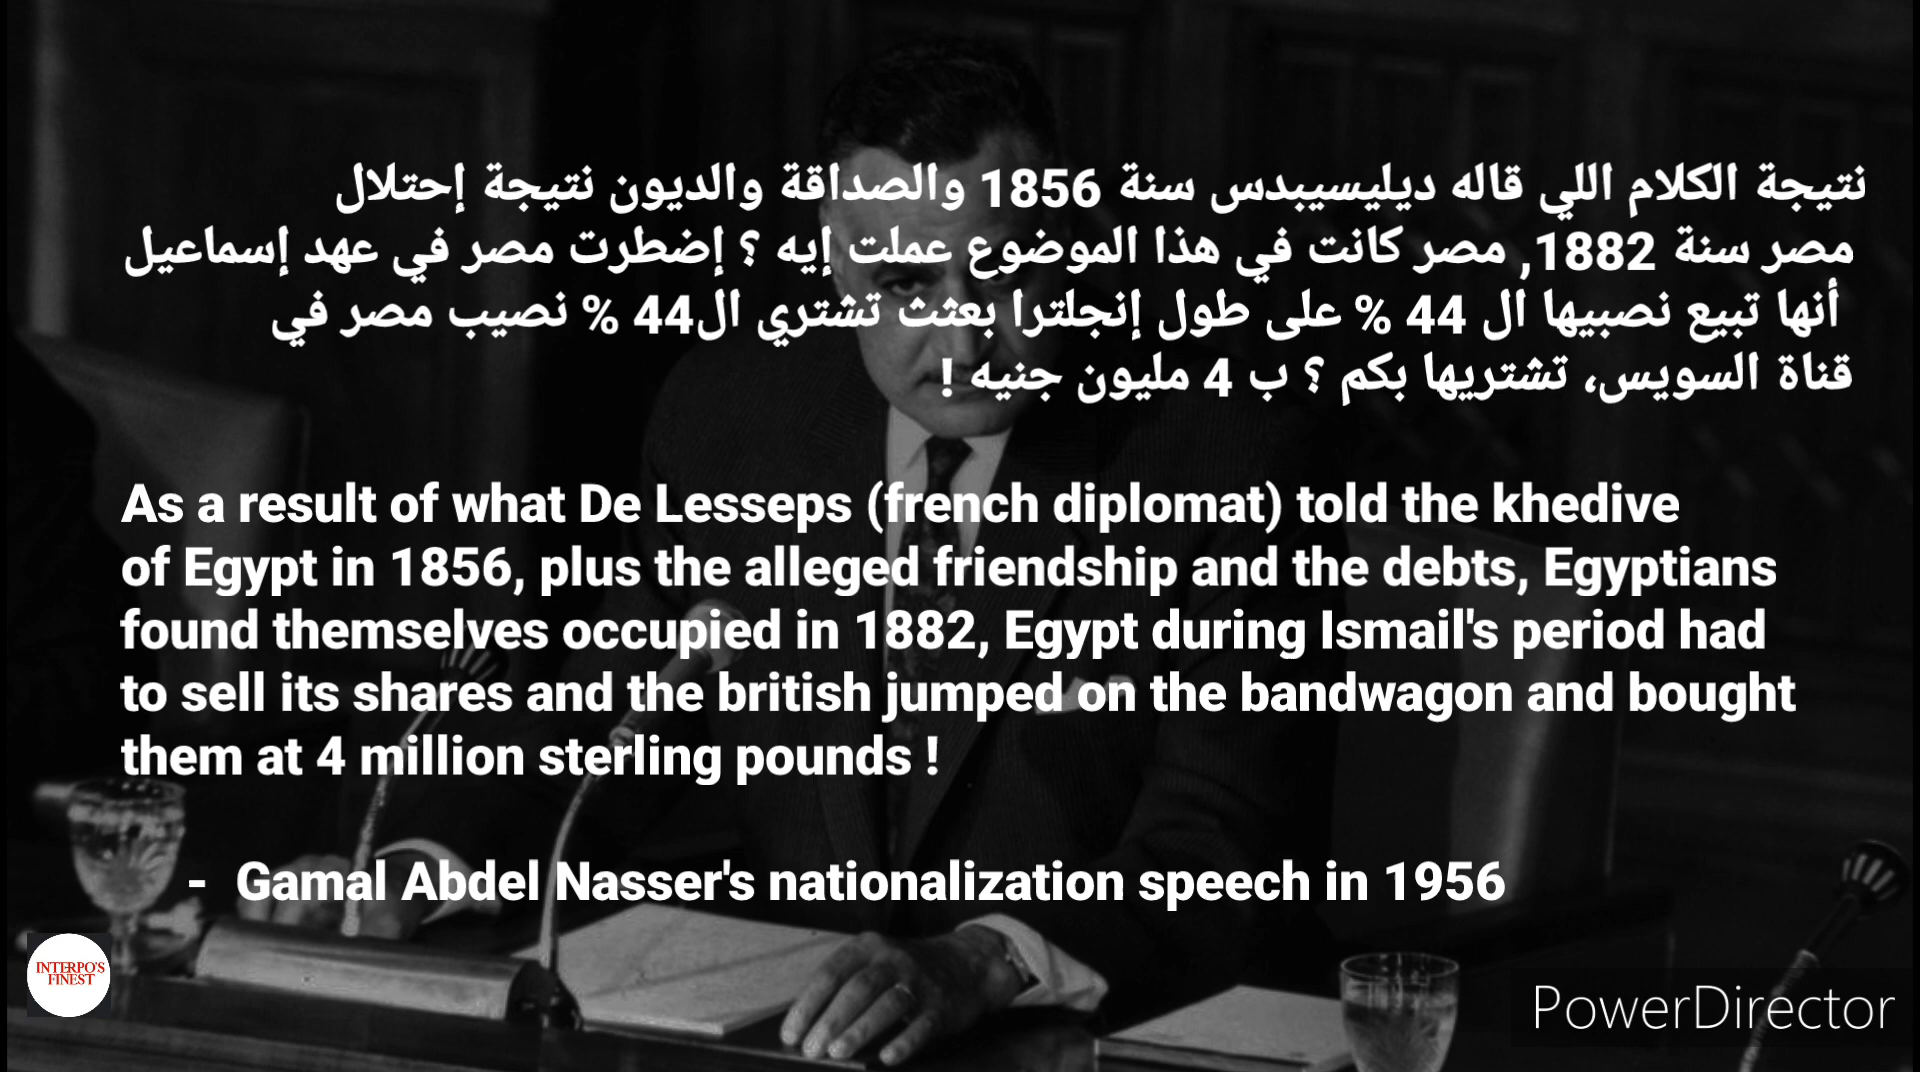 نتيجة الكلام اللي قاله ديليسيبدس سنة 1856 والصداقة والديون نتيجة إحتلال
مصر سنة 1882, مصر كانت في هذا الموضوع عملت إيه ؟ إضطرت مصر في عهد إسماعيل
أنها تبيع نصبيها ال 44 % على طول إنجلترا بعثث تشتري ال44 % نصيب مصر في
قناة السويس، تشتريها بكم ؟ ب 4 مليون جنيه !
As a result of what De Lesseps (french diplomat) told the khedive
of Egypt in 1856, plus the alleged friendship and the debts, Egyptians
found themselves occupied in 1882, Egypt during Ismail's period had
to sell its shares and the british jumped on the bandwagon and bought
them at 4 million sterling pounds !
- Gamal Abdel Nasser's nationalization speech in 1956
INTERPO'S
FINEST
PowerDirector